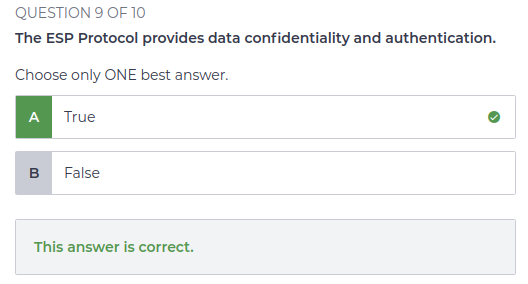 QUESTION 9 OF 10
The ESP Protocol provides data confidentiality and authentication.
Choose only ONE best answer.
A True
B False
This answer is correct.